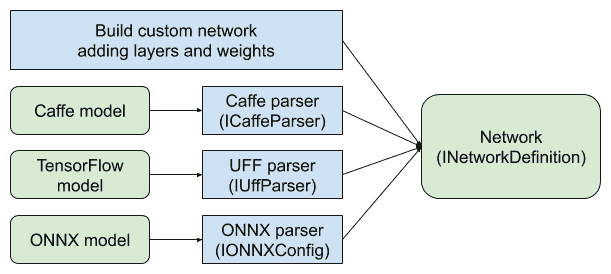 Build custom network
adding layers and weights
Caffe model
Caffe parser
(ICaffeParser)
TensorFlow
model
UFF parser
(IUffParser)
ONNX model
ONNX parser
(IONNXConfig)
Network
(INetworkDefinition)